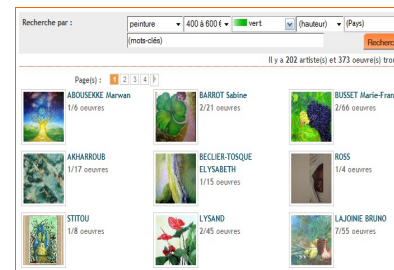 Recherche par :
peinture 400 à 600 € vert (hauteur) (Pays)
(mots-clés) Recherc
Il y a 202 artiste(s) et 373 oeuvre(s) trou
Page(s) : 1 2 3 4
ABOUSEKKE Marwan
1/6 oeuvres
BARROT Sabine
2/21 oeuvres
BUSSET Marie-Fran
2/66 oeuvres
AKHARROUB
1/17 oeuvres
BECLIER-TOSQUE
ELYSABETH
1/15 oeuvres
ROSS
1/4 oeuvres
STITOU
1/8 oeuvres
LYSAND
2/45 oeuvres
LAJOINIE BRUNO
7/55 oeuvres